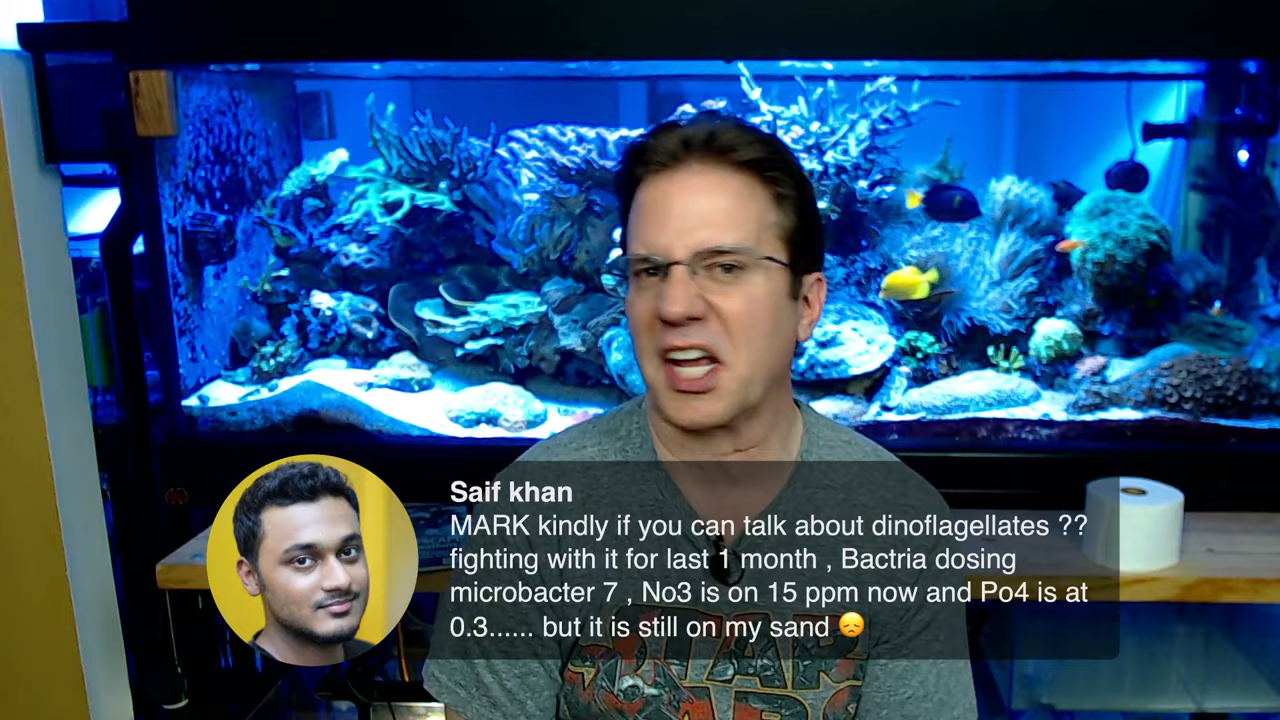 Saif khan
MARK kindly if you can talk about dinoflagellates ??
fighting with it for last 1 month , Bactria dosing
microbacter 7 , No3 is on 15 ppm now and Po4 is at
0.3...... but it is still on my sand 😞
STAR
WARS